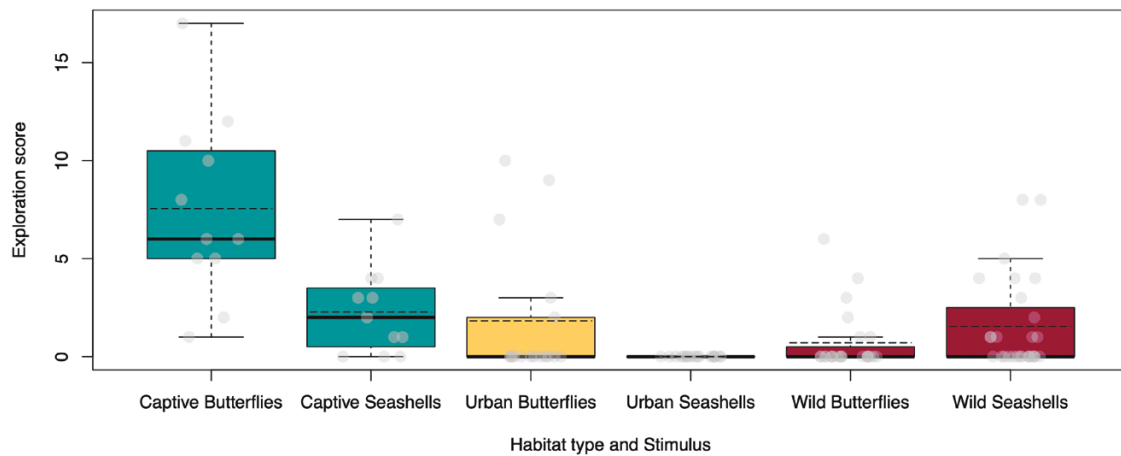 Exploration score
15
10
5
0
Captive Butterflies Captive Seashells Urban Butterflies Urban Seashells Wild Butterflies Wild Seashells
Habitat type and Stimulus